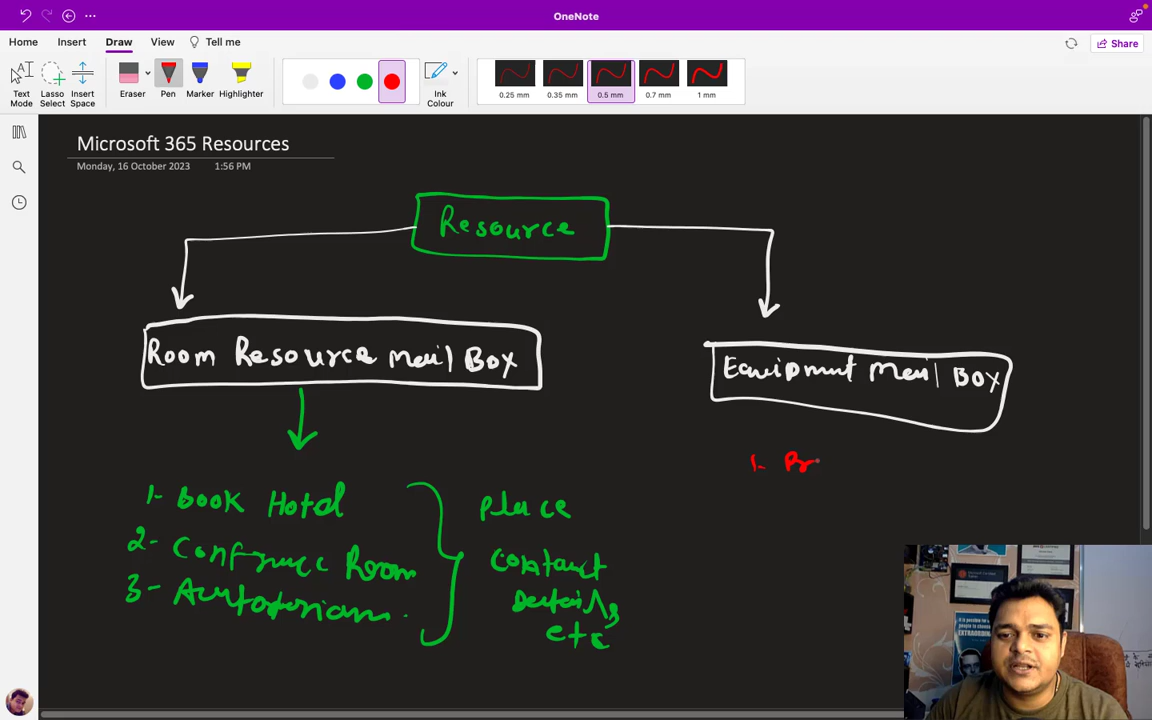 OneNote
Home Insert Draw View Tell me
Share
Text Mode
Lasso Select
Insert Space
Eraser
Pen
Marker
Highlighter
Ink Colour
0.25 mm
0.35 mm
0.5 mm
0.7 mm
1 mm
Microsoft 365 Resources
Monday, 16 October 2023 1:56 PM
Resource
Room Resource Mail Box
Equipment Mail Box
1.
1- Book Hotel
2- Confrence Room
3-
Place
Contact
Details
etc